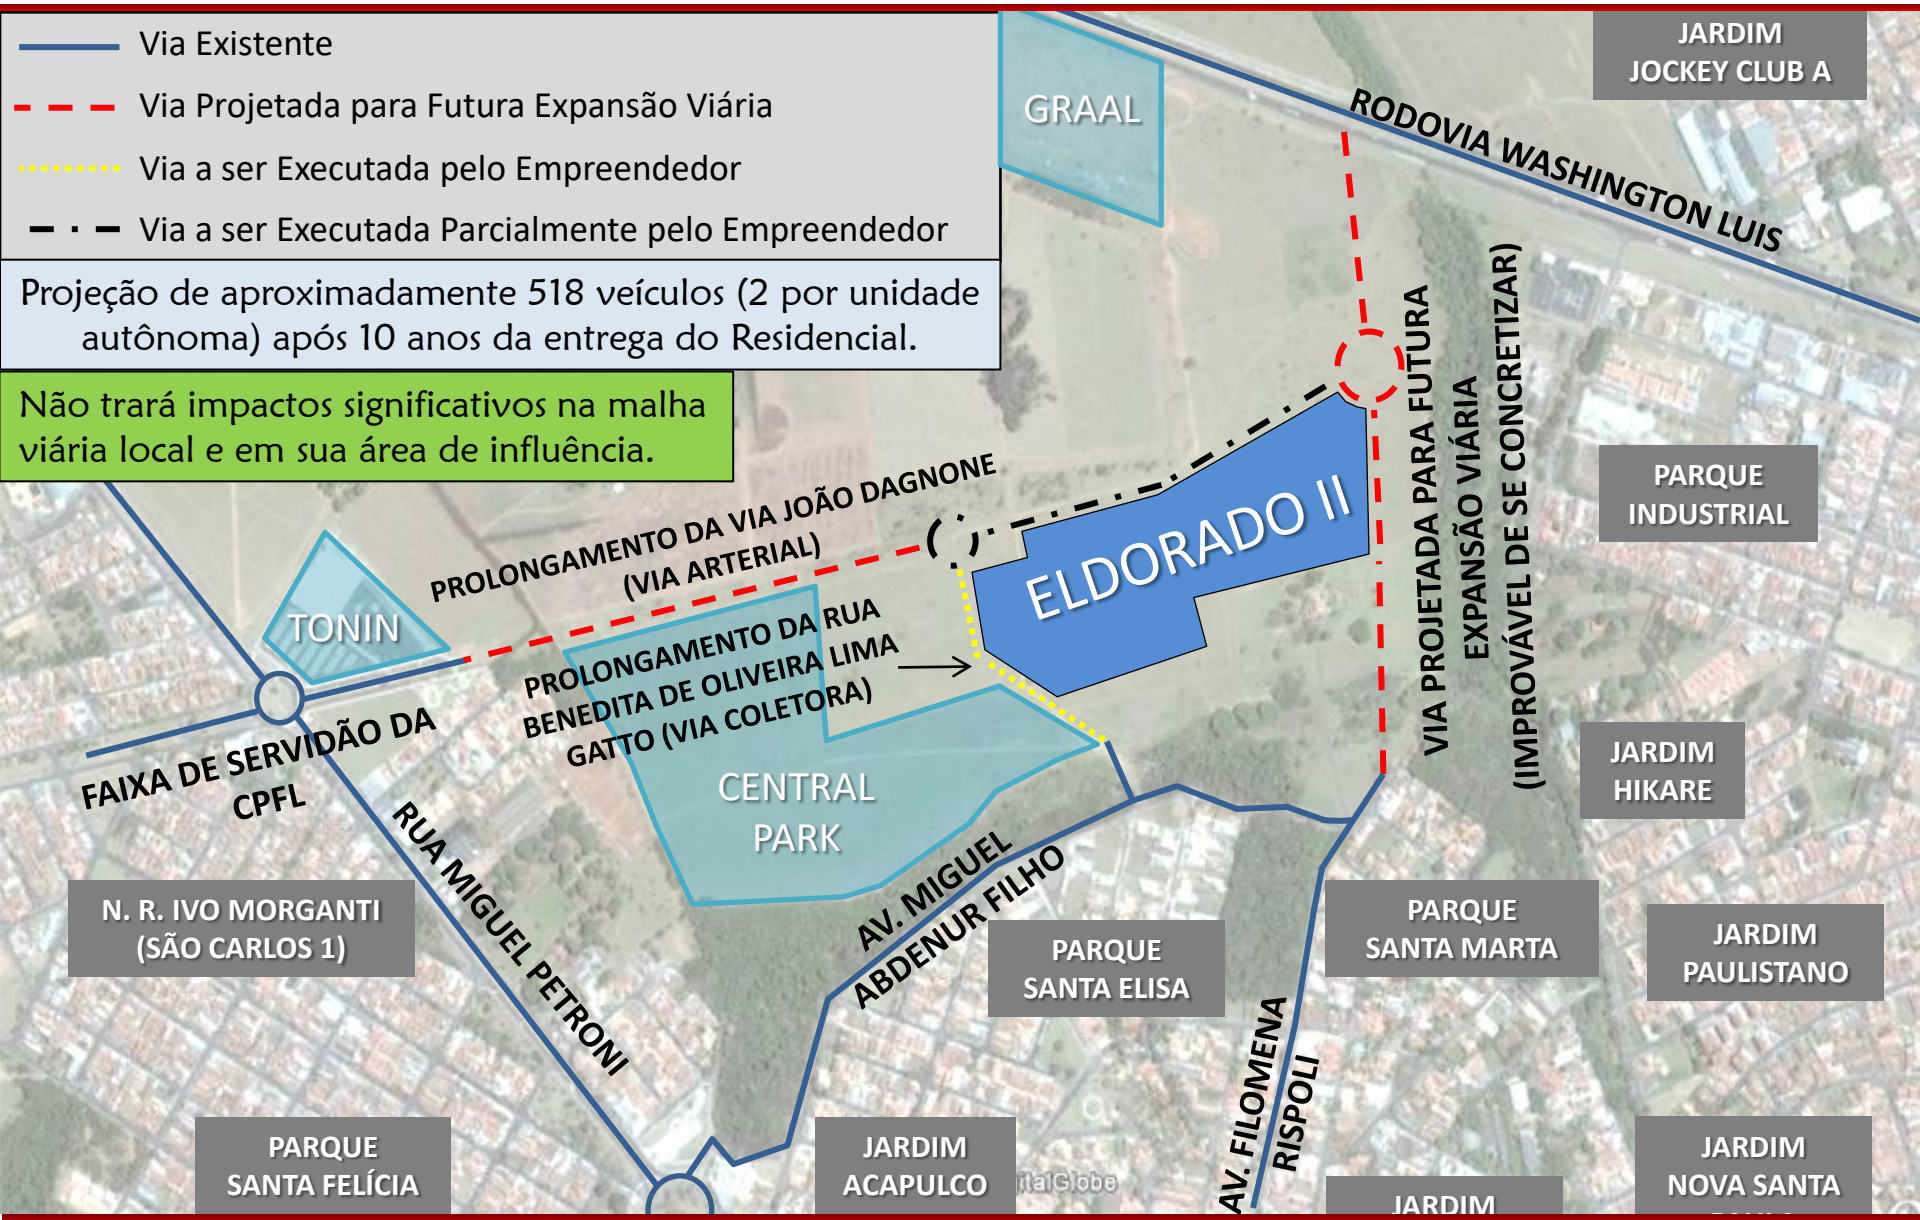 Via Existente
Via Projetada para Futura Expansão Viária
Via a ser Executada pelo Empreendedor
Via a ser Executada Parcialmente pelo Empreendedor
Projeção de aproximadamente 518 veículos (2 por unidade
autônoma) após 10 anos da entrega do Residencial.
Não trará impactos significativos na malha
viária local e em sua área de influência.
GRAAL
JARDIM
JOCKEY CLUB A
RODOVIA WASHINGTON LUIS
VIA PROJETADA PARA FUTURA
EXPANSÃO VIÁRIA
(IMPROVÁVEL DE SE CONCRETIZAR)
PARQUE
INDUSTRIAL
PROLONGAMENTO DA VIA JOÃO DAGNONE
(VIA ARTERIAL)
ELDORADO II
TONIN
PROLONGAMENTO DA RUA
BENEDITA DE OLIVEIRA LIMA
GATTO (VIA COLETORA)
FAIXA DE SERVIDÃO DA
CPFL
CENTRAL
PARK
JARDIM
HIKARE
RUA MIGUEL PETRONI
AV. MIGUEL
ABDENUR FILHO
N. R. IVO MORGANTI
(SÃO CARLOS 1)
PARQUE
SANTA ELISA
PARQUE
SANTA MARTA
JARDIM
PAULISTANO
AV. FILOMENA
RISPOLI
PARQUE
SANTA FELÍCIA
JARDIM
ACAPULCO
italGlobe
JARDIM
JARDIM
NOVA SANTA